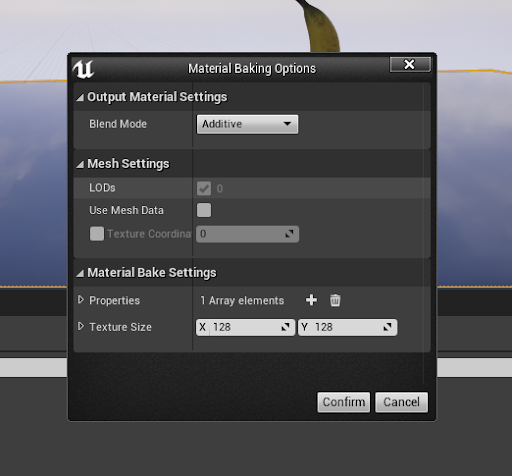 Material Baking Options
Output Material Settings
Blend Mode Additive
Mesh Settings
LODs 0
Use Mesh Data
Texture Coordina 0
Material Bake Settings
Properties 1 Array elements
Texture Size X 128 Y 128
Confirm Cancel